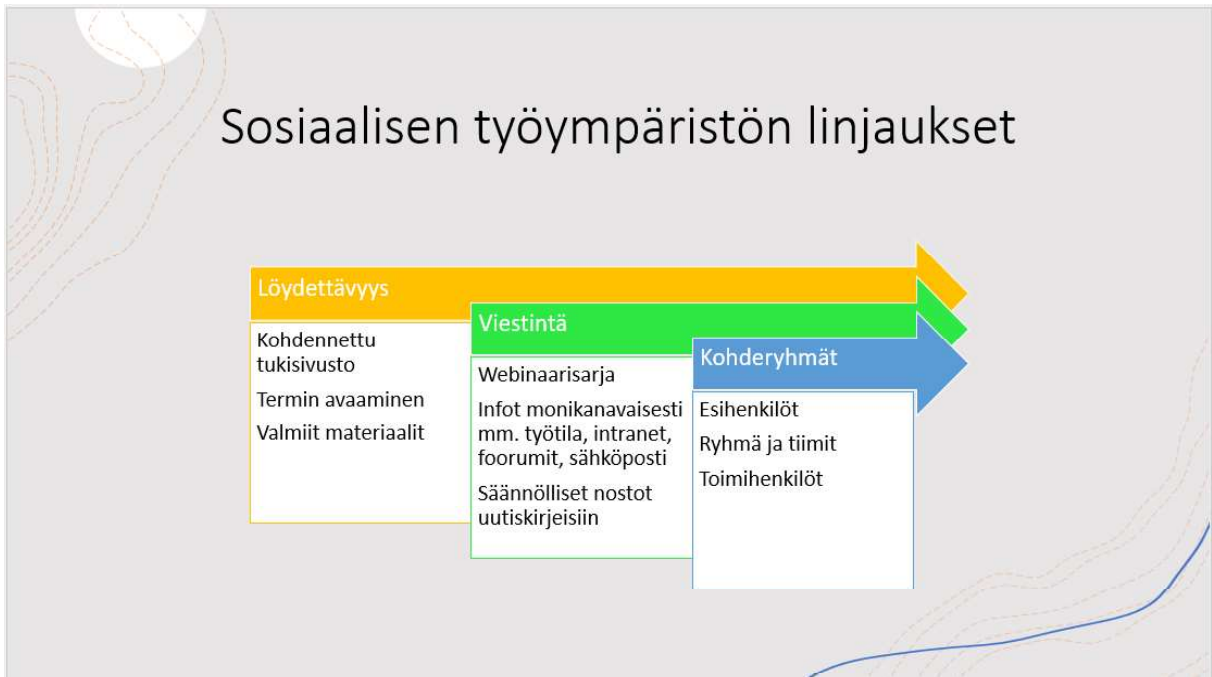 Sosiaalisen työympäristön linjaukset
Löydettävyys
Kohdennettu
tukisivusto
Termin avaaminen
Valmiit materiaalit
Viestintä
Webinaarisarja
Infot monikanavaisesti
mm. työtila, intranet,
foorumit, sähköposti
Säännölliset nostot
uutiskirjeisiin
Kohderyhmät
Esihenkilöt
Ryhmä ja tiimit
Toimihenkilöt